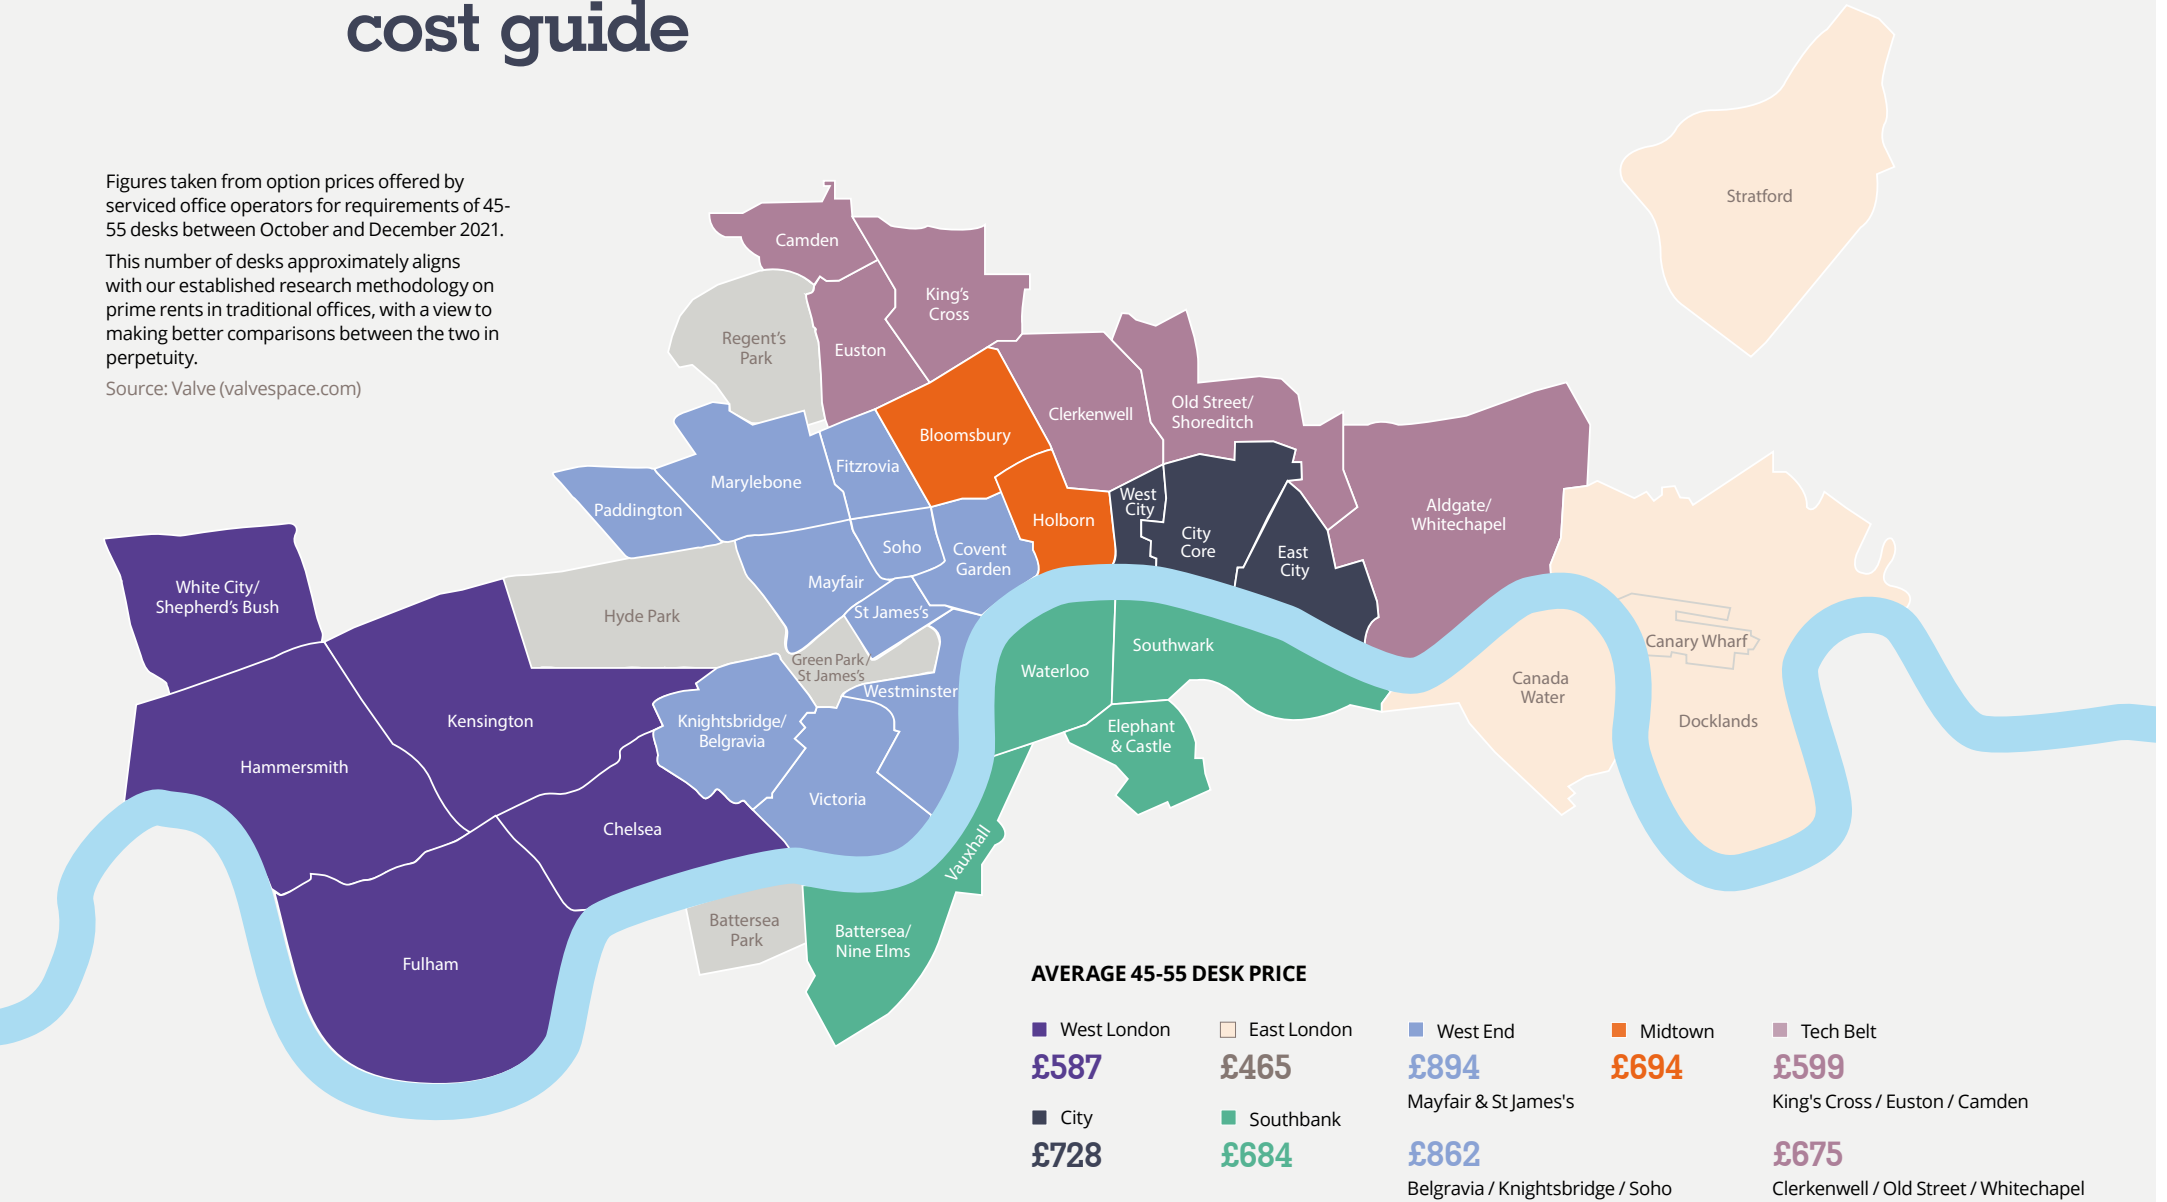 cost guide
Figures taken from option prices offered by
serviced office operators for requirements of 45-
55 desks between October and December 2021.
This number of desks approximately aligns
with our established research methodology on
prime rents in traditional offices, with a view to
making better comparisons between the two in
perpetuity.
Source: Valve (valvespace.com)
Stratford
Camden
King's
Cross
Regent's
Park
Euston
Clerkenwell
Old Street/
Shoreditch
Bloomsbury
Fitzrovia
Marylebone
Paddington
West
City
Holborn
Aldgate/
Whitechapel
City
Core
East
City
Soho
Covent
Garden
Mayfair
White City/
Shepherd's Bush
Hyde Park
St James's
Green Park/
St James's
Westminster
Waterloo
Southwark
Canary Wharf
Canada
Water
Docklands
Kensington
Knightsbridge/
Belgravia
Elephant
& Castle
Hammersmith
Victoria
Chelsea
Vauxhall
Battersea
Park
Battersea/
Nine Elms
Fulham
AVERAGE 45-55 DESK PRICE
West London
£587
East London
£465
West End
£894
Mayfair & St James's
Midtown
£694
Tech Belt
£599
King's Cross / Euston / Camden
City
£728
Southbank
£684
£862
Belgravia / Knightsbridge / Soho
£675
Clerkenwell / Old Street / Whitechapel